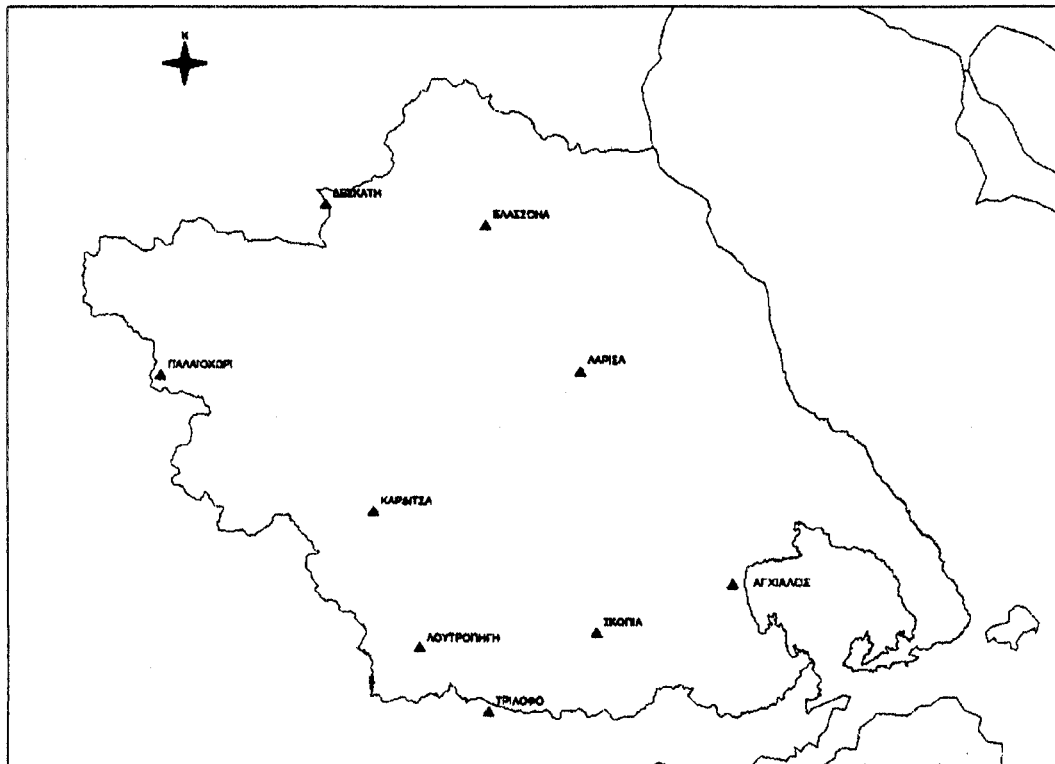 Ν
ΔΕΣΚΑΤΗ
ΕΛΑΣΣΟΝΑ
ΠΑΛΑΙΟΧΩΡΙ
ΛΑΡΙΣΑ
ΚΑΡΔΙΤΣΑ
ΑΓΧΙΑΛΟΣ
ΣΚΟΠΙΑ
ΛΟΥΤΡΟΠΗΓΗ
ΤΡΙΛΟΦΟ